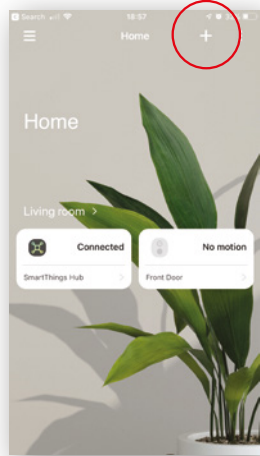 Search 18:57
Home +
Home
Living room >
Connected No motion
SmartThings Hub > Front Door >